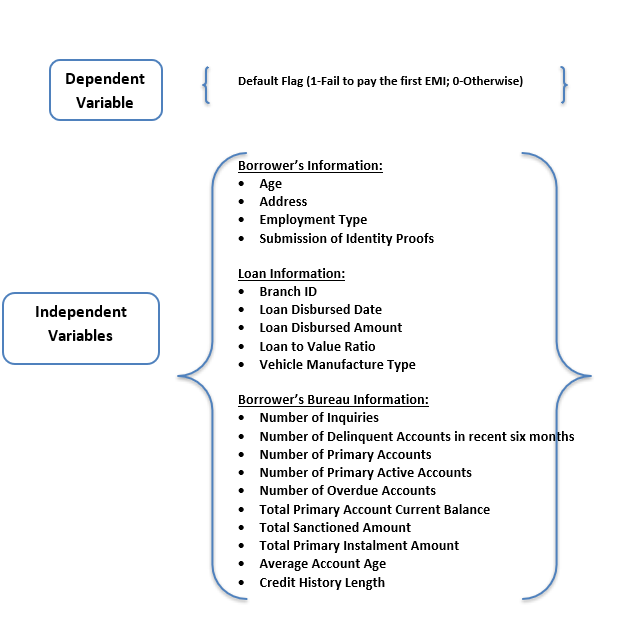 Dependent
Variable
Default Flag (1-Fail to pay the first EMI; 0-Otherwise)
Independent
Variables
Borrower's Information:
• Age
• Address
• Employment Type
• Submission of Identity Proofs
Loan Information:
• Branch ID
• Loan Disbursed Date
• Loan Disbursed Amount
• Loan to Value Ratio
• Vehicle Manufacture Type
Borrower's Bureau Information:
• Number of Inquiries
• Number of Delinquent Accounts in recent six months
• Number of Primary Accounts
• Number of Primary Active Accounts
• Number of Overdue Accounts
• Total Primary Account Current Balance
• Total Sanctioned Amount
• Total Primary Instalment Amount
• Average Account Age
• Credit History Length